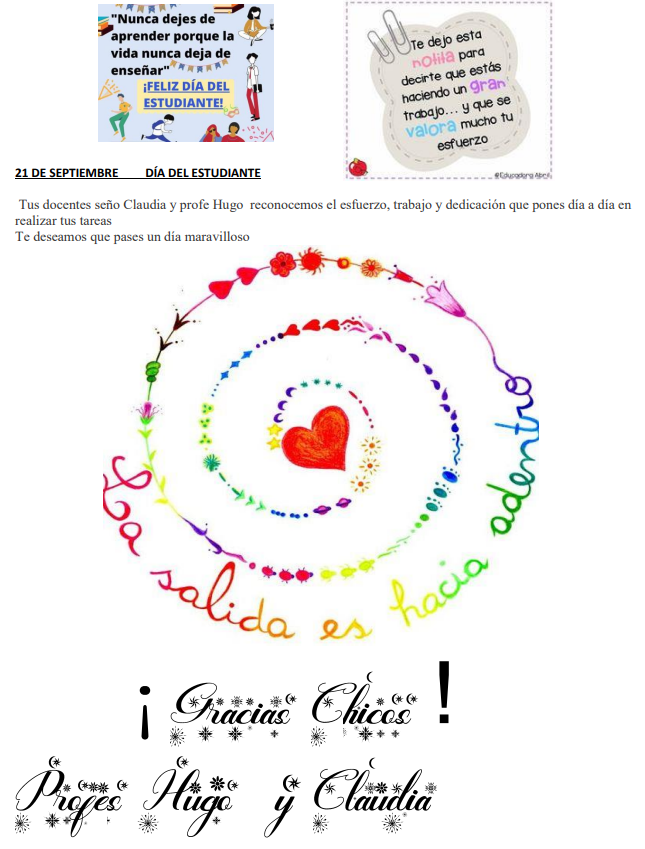 "Nunca dejes de
aprender porque la
vida nunca deja de
enseñar"
¡FELIZ DÍA DEL
ESTUDIANTE!
Te dejo esta
notita para
decirte que estás
haciendo un gran
trabajo... y que se
valora mucho tu
esfuerzo
@Educadora Abril
21 DE SEPTIEMBRE DÍA DEL ESTUDIANTE
Tus docentes seño Claudia y profe Hugo reconocemos el esfuerzo, trabajo y dedicación que pones día a día en
realizar tus tareas
Te deseamos que pases un día maravilloso
La salida es hacia adentro
¡ Gracias Chicos !
Profes Hugo y Claudia